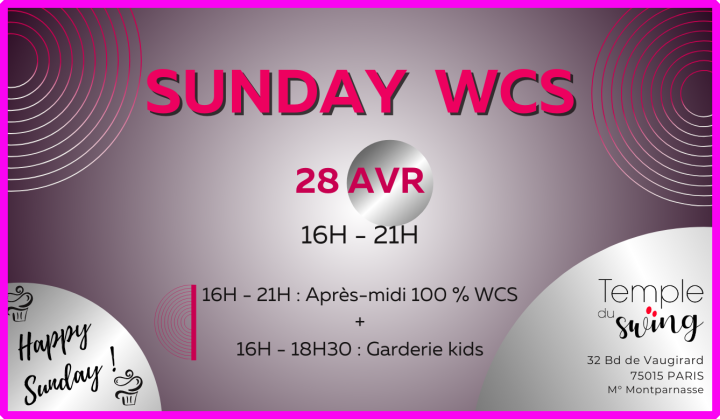 SUNDAY WCS
28 AVR
16H - 21H
16H - 21H : Après-midi 100 % WCS
+
16H - 18H30 : Garderie kids
Happy
Sunday !
Temple
du swing
32 Bd de Vaugirard
75015 PARIS
M° Montparnasse